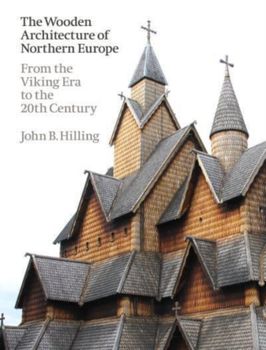 The Wooden
Architecture of
Northern Europe
From the
Viking Era
to the
20th Century
John B. Hilling